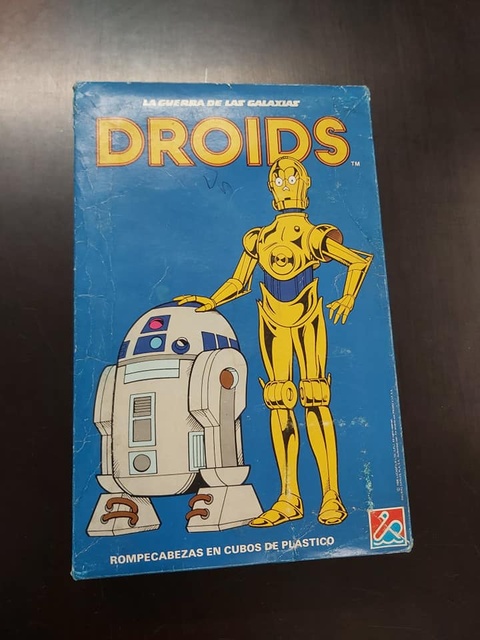 LA GUERRA DE LAS GALAXIAS
DROIDS
TM
ROMPECABEZAS EN CUBOS DE PLASTICO